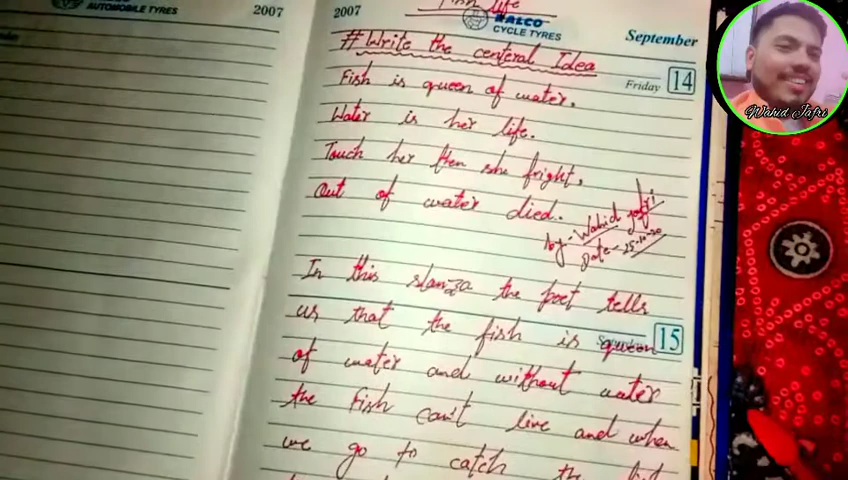 AUTOMOBILE TYRES 2007
Fish life
2007 RALCO
CYCLE TYRES September
# Write the centeral Idea
Friday 14
Fish is queen of water.
Water is her life.
Touch her then she fright,
Out of water died.
by:- Wahid Jafri
Date - 25-10-20
In this stanza the poet tells
us that the fish is queen 15
of water and without water
the fish can't live and when
we go to catch the fish
Wahid Jafri